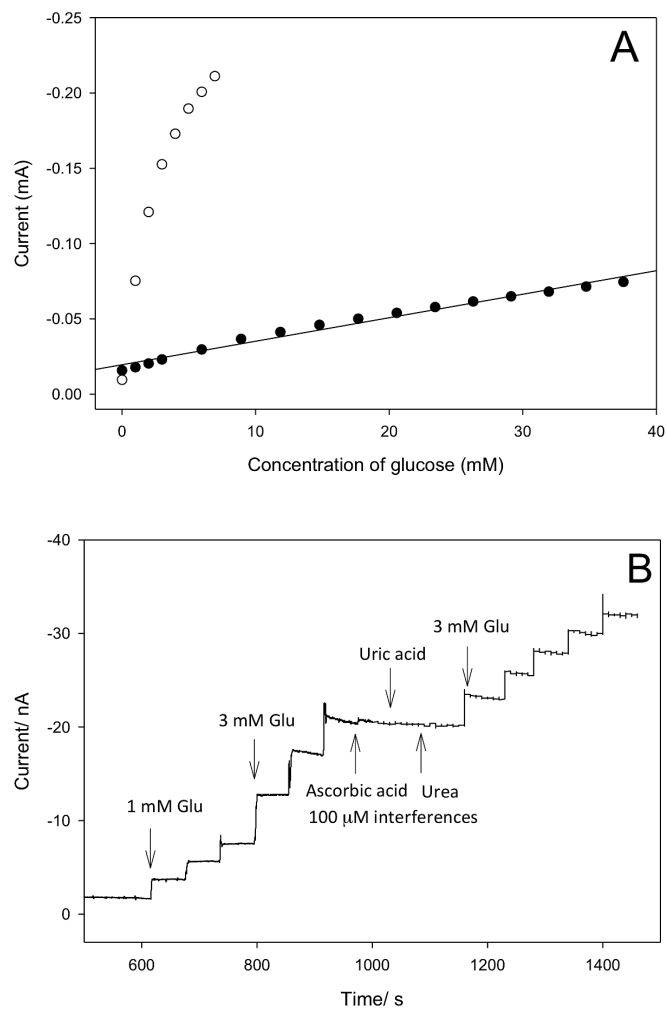 A
-0.25
-0.20
-0.15
-0.10
-0.05
0.00
Current (mA)
0 10 20 30 40
Concentration of glucose (mM)
B
-40
-30
-20
-10
0
Current/ nA
3 mM Glu
Uric acid
3 mM Glu
Ascorbic acid Urea
1 mM Glu
100 μM interferences
600 800 1000 1200 1400
Time/ s